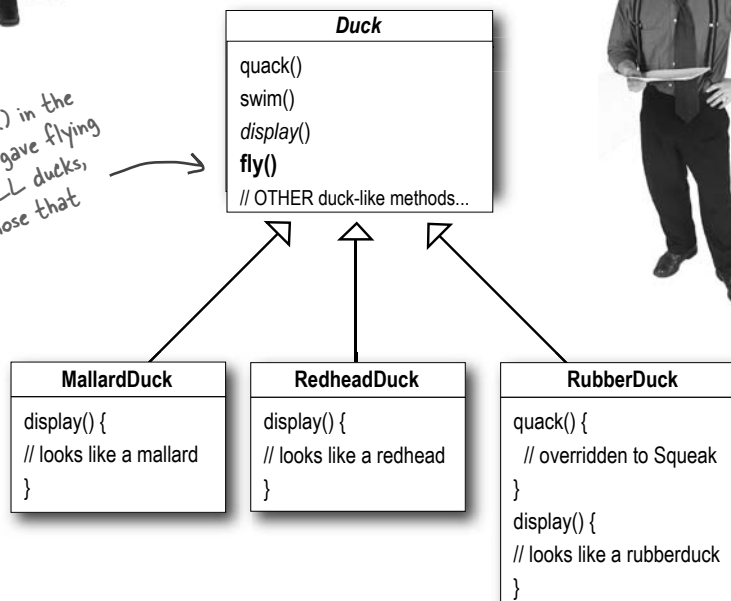 ) in the
gave flying
LL ducks,
ose that
Duck
quack()
swim()
display()
fly()
// OTHER duck-like methods...
MallardDuck
display() {
// looks like a mallard
}
RedheadDuck
display() {
// looks like a redhead
}
RubberDuck
quack() {
// overridden to Squeak
}
display() {
// looks like a rubberduck
}